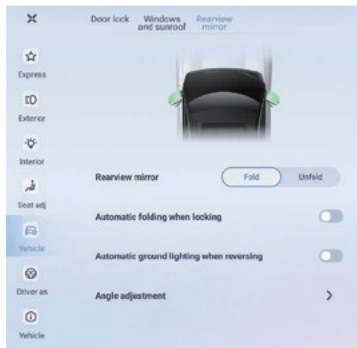 Door lock
Windows
and sunroof
Rearview
mirror
Express
Exterior
Interior
Seat adj
Vehicle
Driver as
Vehicle
Rearview mirror
Fold
Unfold
Automatic folding when locking
Automatic ground lighting when reversing
Angle adjustment